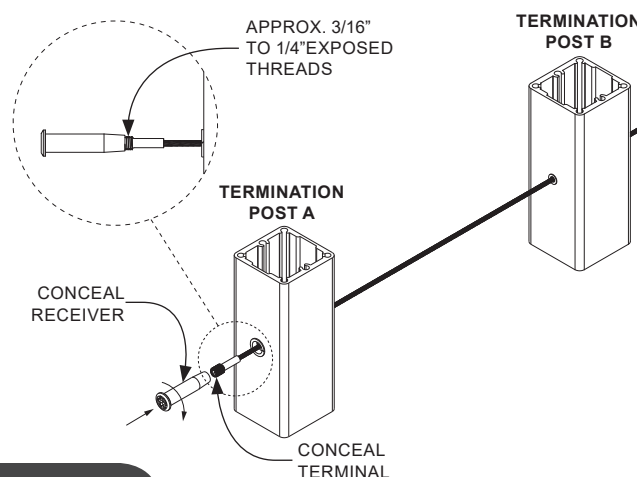 APPROX. 3/16”
TO 1/4”EXPOSED
THREADS
TERMINATION
POST B
TERMINATION
POST A
CONCEAL
RECEIVER
CONCEAL
TERMINAL